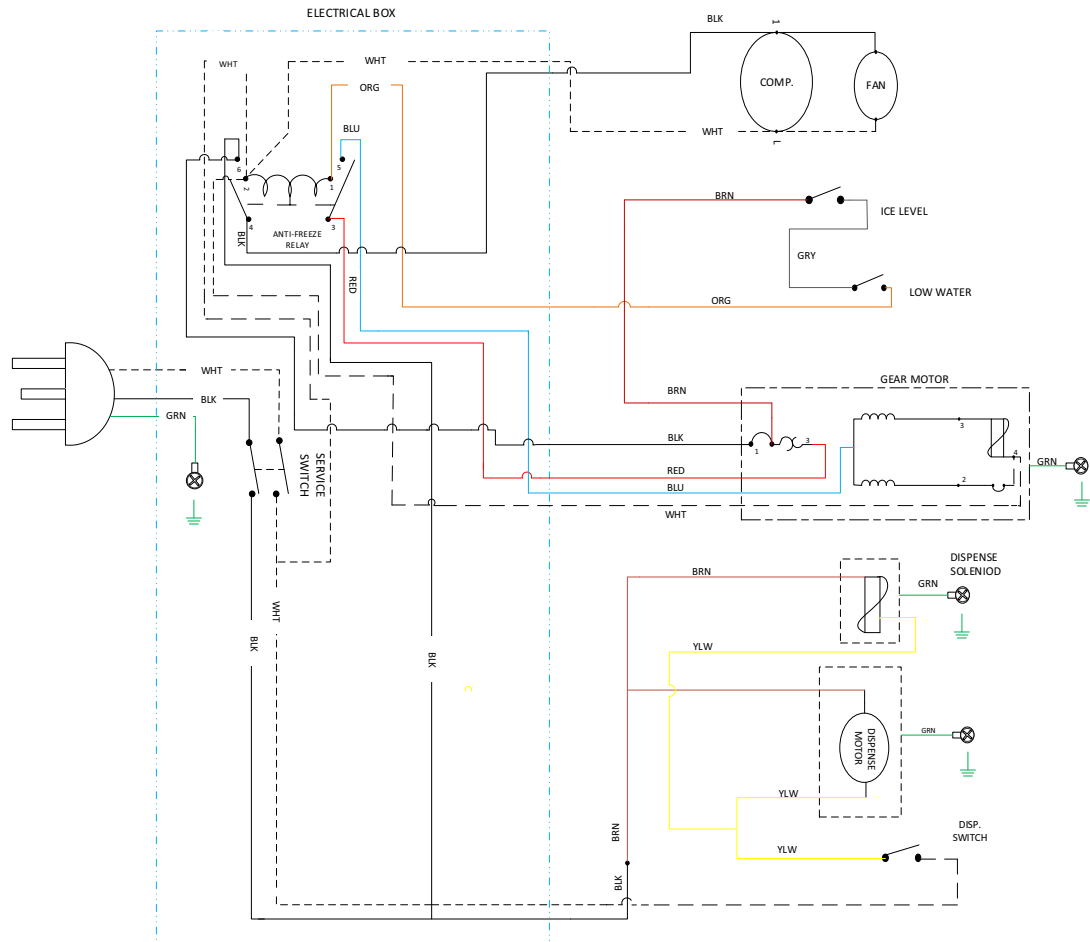 ELECTRICAL BOX
BLK
1
WHT
WHT
ORG
COMP.
FAN
BLU
WHT
L
6
5
2
1
4
3
BLK
ANTI-FREEZE
RELAY
BRN
ICE LEVEL
GRY
RED
LOW WATER
ORG
WHT
BLK
GRN
GEAR MOTOR
BRN
3
BLK
1
3
4
GRN
SERVICE
SWITCH
RED
BLU
2
WHT
DISPENSE
SOLENIOD
BRN
GRN
WHT
BLK
YLW
BLK
GRN
DISPENSE
MOTOR
YLW
BRN
DISP.
SWITCH
YLW
BLK